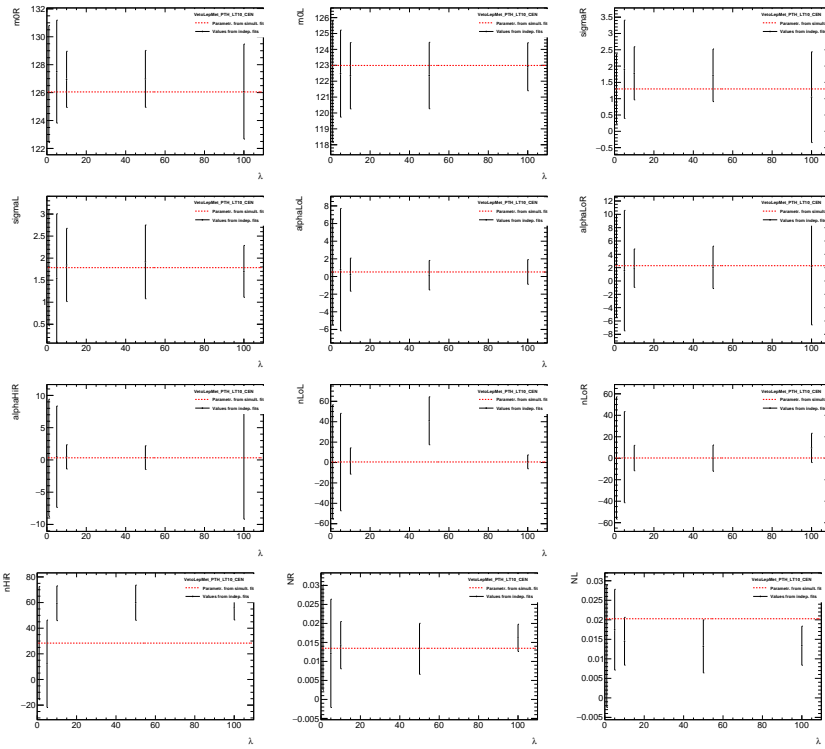 m0R
132
130
128
126
124
122
0 20 40 60 80 100
λ
VetoLepMet_PTH_LT10_CEN
Parametr. from simult. fit
Values from indep. fits
m0L
126
125
124
123
122
121
120
119
118
0 20 40 60 80 100
λ
VetoLepMet_PTH_LT10_CEN
Parametr. from simult. fit
Values from indep. fits
sigmaR
3.5
3
2.5
2
1.5
1
0.5
0
−0.5
0 20 40 60 80 100
λ
VetoLepMet_PTH_LT10_CEN
Parametr. from simult. fit
Values from indep. fits
sigmaL
3
2.5
2
1.5
1
0.5
0 20 40 60 80 100
λ
VetoLepMet_PTH_LT10_CEN
Parametr. from simult. fit
Values from indep. fits
alphaLoL
8
6
4
2
0
−2
−4
−6
0 20 40 60 80 100
λ
VetoLepMet_PTH_LT10_CEN
Parametr. from simult. fit
Values from indep. fits
alphaLoR
12
10
8
6
4
2
0
−2
−4
−6
−8
0 20 40 60 80 100
λ
VetoLepMet_PTH_LT10_CEN
Parametr. from simult. fit
Values from indep. fits
alphaHiR
10
5
0
−5
−10
0 20 40 60 80 100
λ
VetoLepMet_PTH_LT10_CEN
Parametr. from simult. fit
Values from indep. fits
nLoL
60
40
20
0
−20
−40
−60
0 20 40 60 80 100
λ
VetoLepMet_PTH_LT10_CEN
Parametr. from simult. fit
Values from indep. fits
nLoR
60
40
20
0
−20
−40
−60
0 20 40 60 80 100
λ
VetoLepMet_PTH_LT10_CEN
Parametr. from simult. fit
Values from indep. fits
nHiR
80
60
40
20
0
−20
0 20 40 60 80 100
λ
VetoLepMet_PTH_LT10_CEN
Parametr. from simult. fit
Values from indep. fits
NR
0.03
0.025
0.02
0.015
0.01
0.005
0
−0.005
0 20 40 60 80 100
λ
VetoLepMet_PTH_LT10_CEN
Parametr. from simult. fit
Values from indep. fits
NL
0.03
0.025
0.02
0.015
0.01
0.005
0
−0.005
0 20 40 60 80 100
λ
VetoLepMet_PTH_LT10_CEN
Parametr. from simult. fit
Values from indep. fits